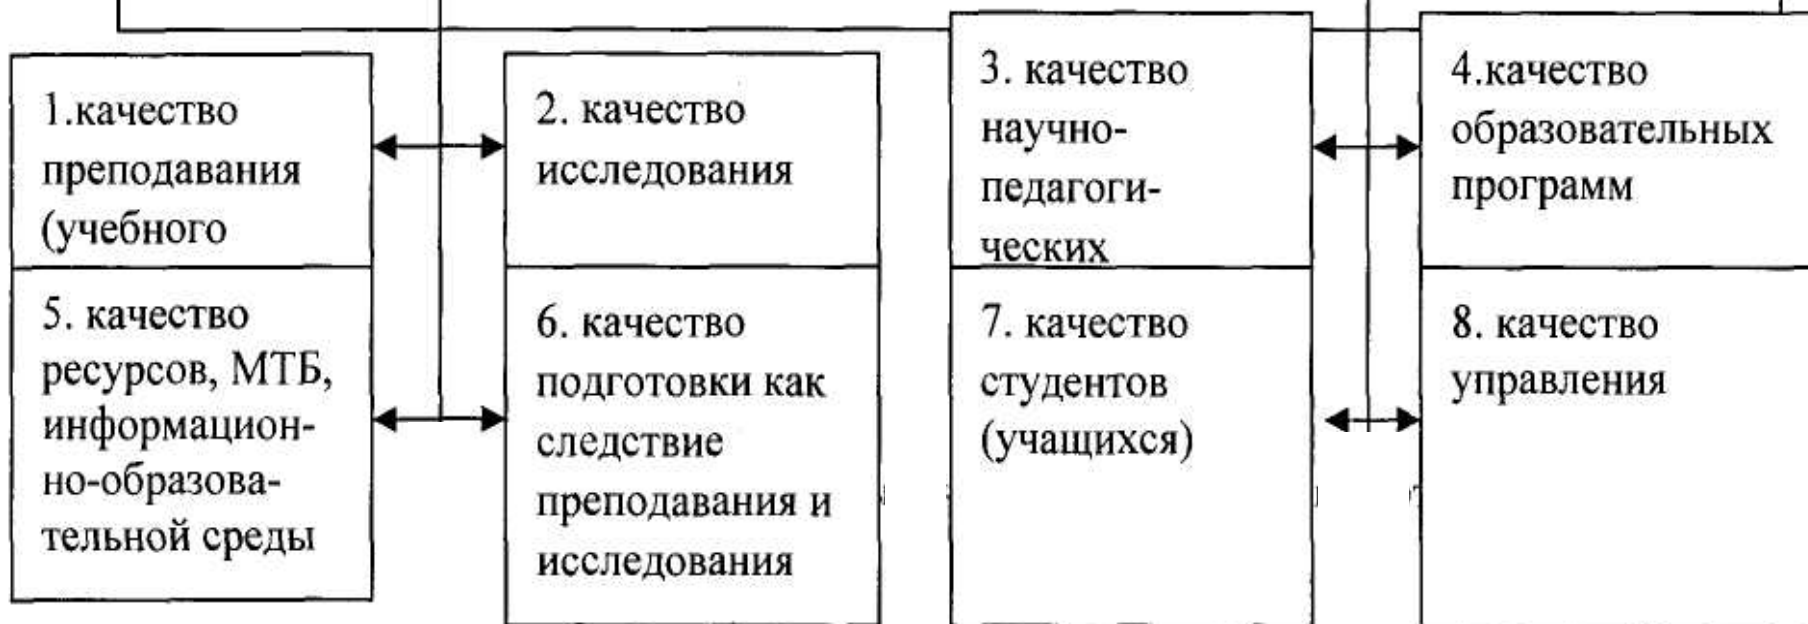 1.качество
преподавания
(учебного
2. качество
исследования
3. качество
научно-
педагоги-
ческих
4.качество
образовательных
программ
5. качество
ресурсов, МТБ,
информацион-
но-образова-
тельной среды
6. качество
подготовки как
следствие
преподавания и
исследования
7. качество
студентов
(учащихся)
8. качество
управления